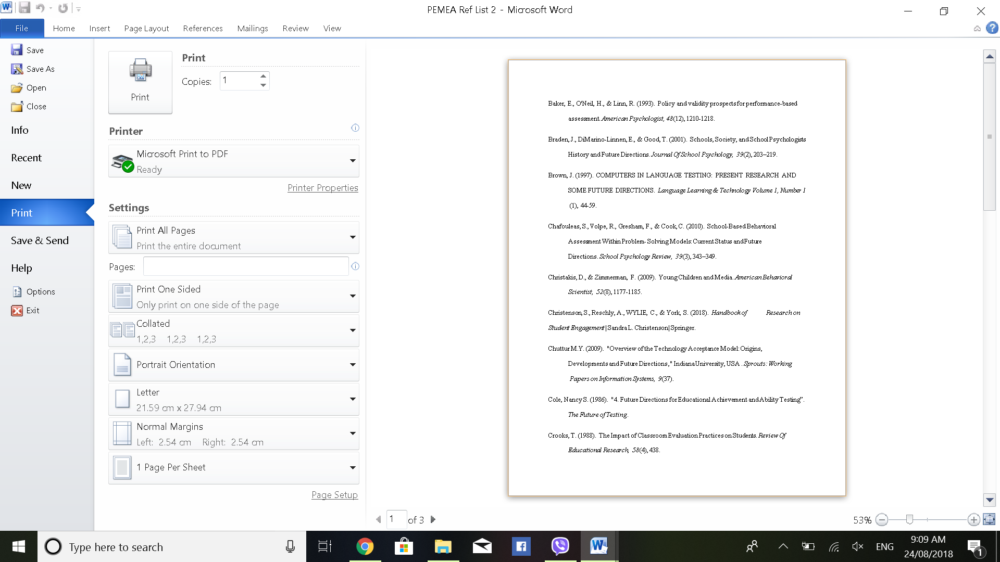 PEMEA Ref List 2 - Microsoft Word
File Home Insert Page Layout References Mailings Review View
Save
Save As
Open
Close
Info
Recent
New
Print
Save & Send
Help
Options
Exit
Print
Print
Copies: 1
Printer
Microsoft Print to PDF
Ready
Printer Properties
Settings
Print All Pages
Print the entire document
Pages:
Print One Sided
Only print on one side of the page
Collated
1,2,3 1,2,3 1,2,3
Portrait Orientation
Letter
21.59 cm x 27.94 cm
Normal Margins
Left: 2.54 cm Right: 2.54 cm
1 Page Per Sheet
Page Setup
Baker, E., O'Neil, H., & Linn, R. (1993). Policy and validity prospects for performance-based
assessment. American Psychologist, 48(12), 1210-1218.
Braden, J., DiMarino-Linnen, E., & Good, T. (2001). Schools, Society, and School Psychologists
History and Future Directions. Journal Of School Psychology, 39(2), 203–219.
Brown, J. (1997). COMPUTERS IN LANGUAGE TESTING: PRESENT RESEARCH AND
SOME FUTURE DIRECTIONS. Language Learning & Technology Volume 1, Number 1
(1), 44-59.
Chafouleas, S., Volpe, R., Gresham, F., & Cook, C. (2010). School-Based Behavioral
Assessment Within Problem- Solving Models: Current Status and Future
Directions. School Psychology Review, 39(3), 343–349.
Christakis, D., & Zimmerman, F. (2009). Young Children and Media. American Behavioral
Scientist, 52(8), 1177-1185.
Christenson, S., Reschly, A., WYLIE, C., & York, S. (2018). Handbook of Research on
Student Engagement | Sandra L. Christenson | Springer.
Chuttur M.Y. (2009). "Overview of the Technology Acceptance Model: Origins,
Developments and Future Directions," Indiana University, USA . Sprouts: Working
Papers on Information Systems, 9(37).
Cole, Nancy S. (1986). "4. Future Directions for Educational Achievement and Ability Testing”.
The Future of Testing.
Crooks, T. (1988). The Impact of Classroom Evaluation Practices on Students. Review Of
Educational Research, 58(4), 438.
1 of 3
53%
Type here to search
ENG
9:09 AM
24/08/2018
1